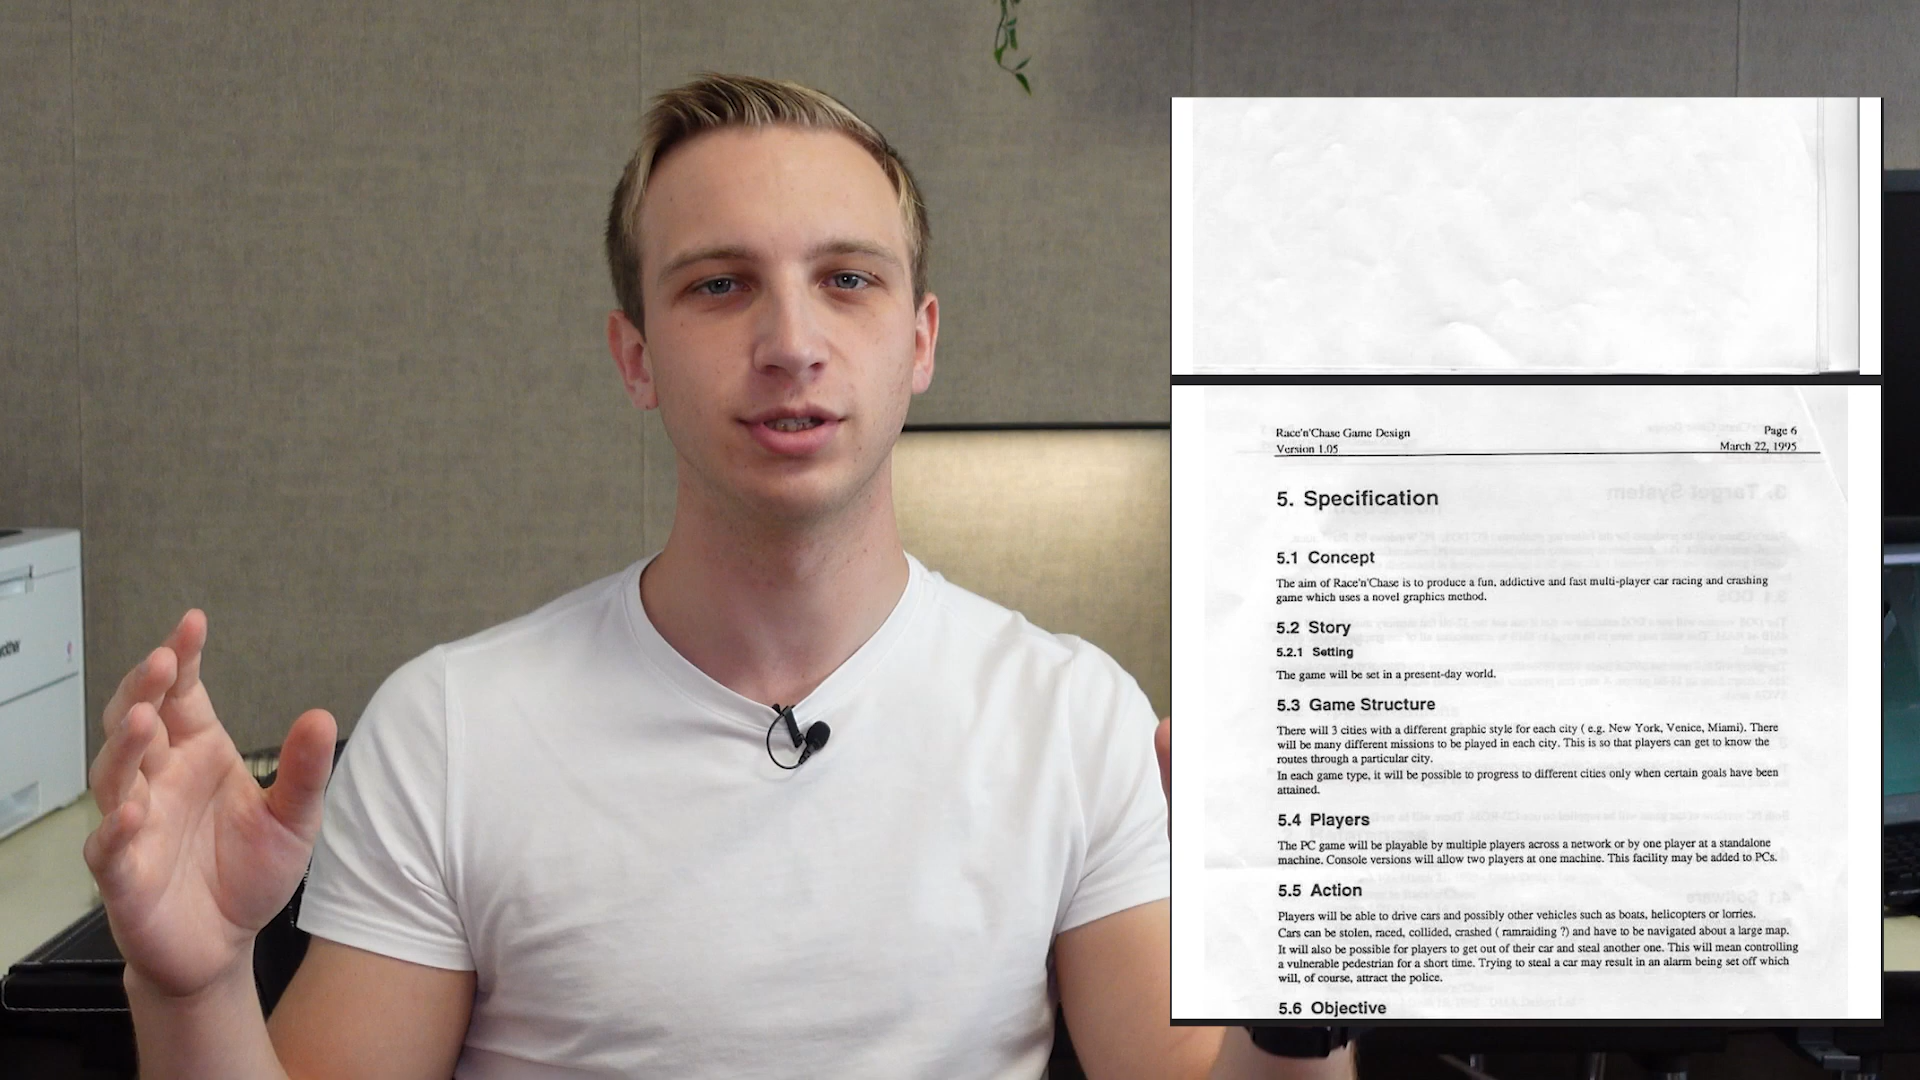 Race'n'Chase Game Design
Page 6
Version 1.05
March 22, 1995
5. Specification
5.1 Concept
The aim of Race'n'Chase is to produce a fun, addictive and fast multi-player car racing and crashing
game which uses a novel graphics method.
5.2 Story
5.2.1 Setting
The game will be set in a present-day world.
5.3 Game Structure
There will 3 cities with a different graphic style for each city ( e.g. New York, Venice, Miami). There
will be many different missions to be played in each city. This is so that players can get to know the
routes through a particular city.
In each game type, it will be possible to progress to different cities only when certain goals have been
attained.
5.4 Players
The PC game will be playable by multiple players across a network or by one player at a standalone
machine. Console versions will allow two players at one machine. This facility may be added to PCs.
5.5 Action
Players will be able to drive cars and possibly other vehicles such as boats, helicopters or lorries.
Cars can be stolen, raced, collided, crashed ( ramraiding ?) and have to be navigated about a large map.
It will also be possible for players to get out of their car and steal another one. This will mean controlling
a vulnerable pedestrian for a short time. Trying to steal a car may result in an alarm being set off which
will, of course, attract the police.
5.6 Objective